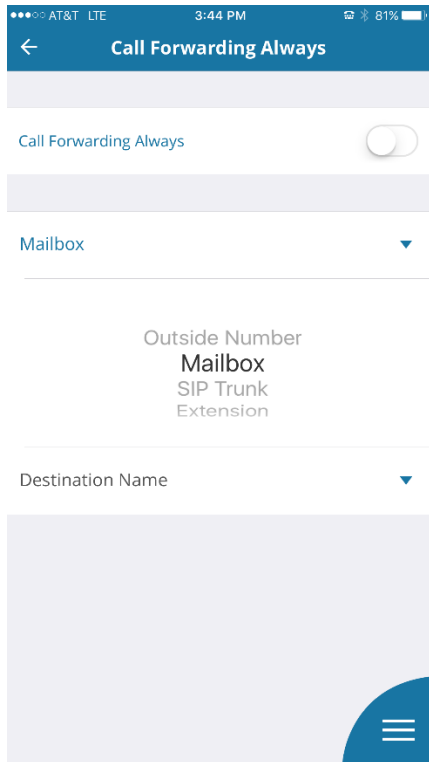 AT&T LTE 3:44 PM 81%
Call Forwarding Always
Call Forwarding Always
Mailbox
Outside Number
Mailbox
SIP Trunk
Extension
Destination Name